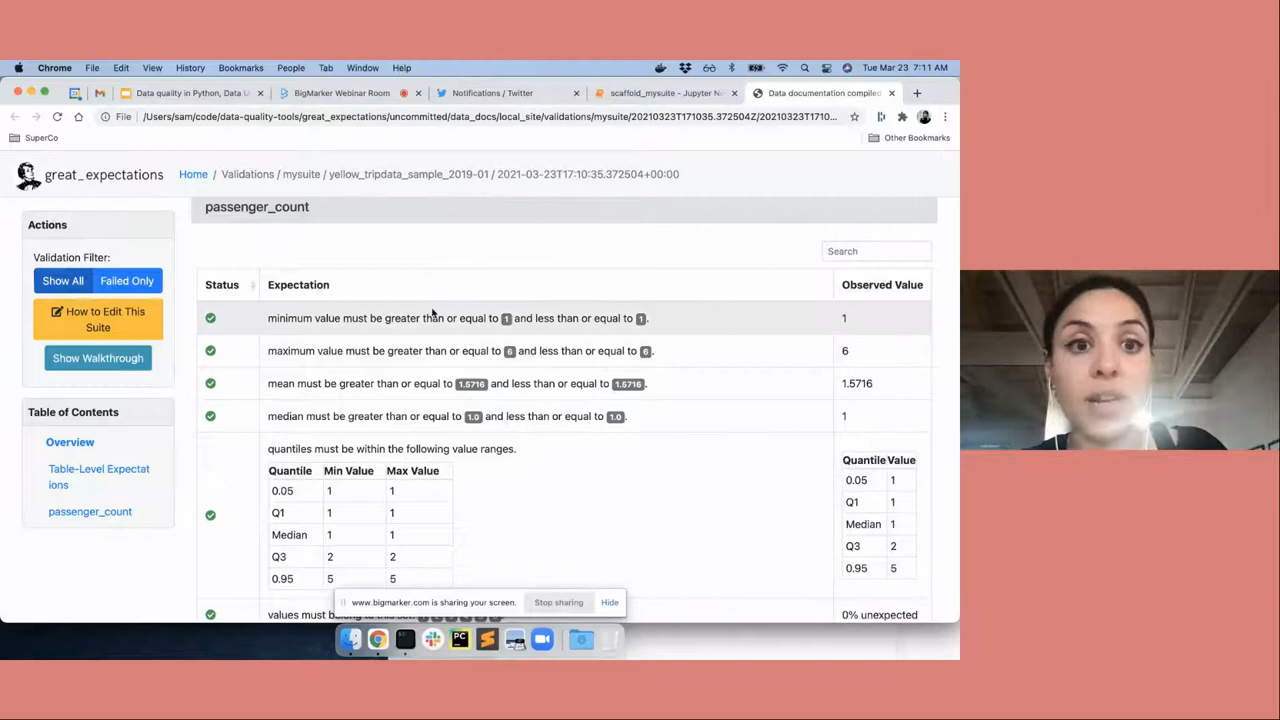 Chrome File Edit View History Bookmarks People Tab Window Help Tue Mar 23 7:11 AM
Data quality in Python, Data U BigMarker Webinar Room Notifications / Twitter scaffold_mysuite - Jupyter No Data documentation compiled
File /Users/sam/code/data-quality-tools/great_expectations/uncommitted/data_docs/local_site/validations/mysuite/20210323T171035.372504Z/20210323T1710...
SuperCo Other Bookmarks
great_expectations Home / Validations / mysuite / yellow_tripdata_sample_2019-01 / 2021-03-23T17:10:35.372504+00:00
Actions
Validation Filter:
Show All Failed Only
How to Edit This
Suite
Show Walkthrough
Table of Contents
Overview
Table-Level Expectat
ions
passenger_count
passenger_count
Search
Status Expectation Observed Value
minimum value must be greater than or equal to 1 and less than or equal to 1. 1
maximum value must be greater than or equal to 6 and less than or equal to 6. 6
mean must be greater than or equal to 1.5716 and less than or equal to 1.5716. 1.5716
median must be greater than or equal to 1.0 and less than or equal to 1.0. 1
quantiles must be within the following value ranges.
Quantile Min Value Max Value
0.05 1 1
Q1 1 1
Median 1 1
Q3 2 2
0.95 5 5
Quantile Value
0.05 1
Q1 1
Median 1
Q3 2
0.95 5
www.bigmarker.com is sharing your screen. Stop sharing Hide
values must belong to this set: 0% unexpected
PC